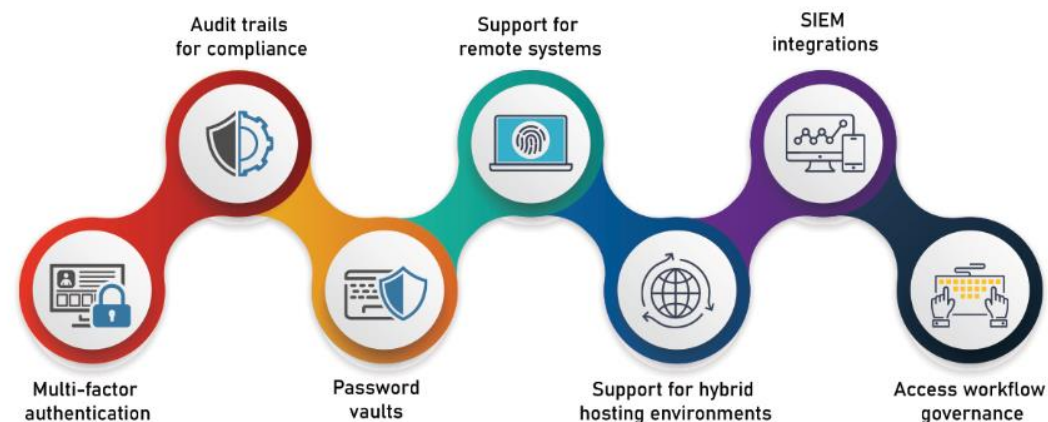 Audit trails
for compliance
Support for
remote systems
SIEM
integrations
Multi-factor
authentication
Password
vaults
Support for hybrid
hosting environments
Access workflow
governance